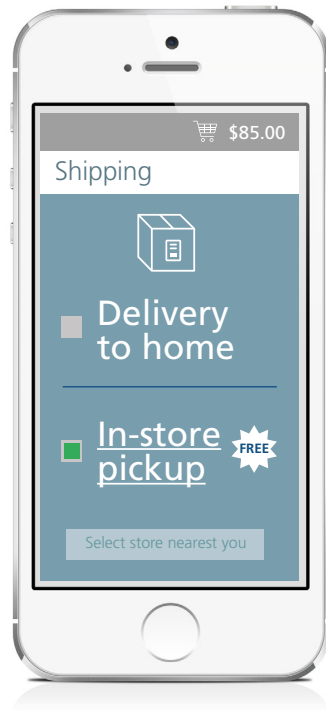 $85.00
Shipping
Delivery
to home
In-store
pickup
FREE
Select store nearest you